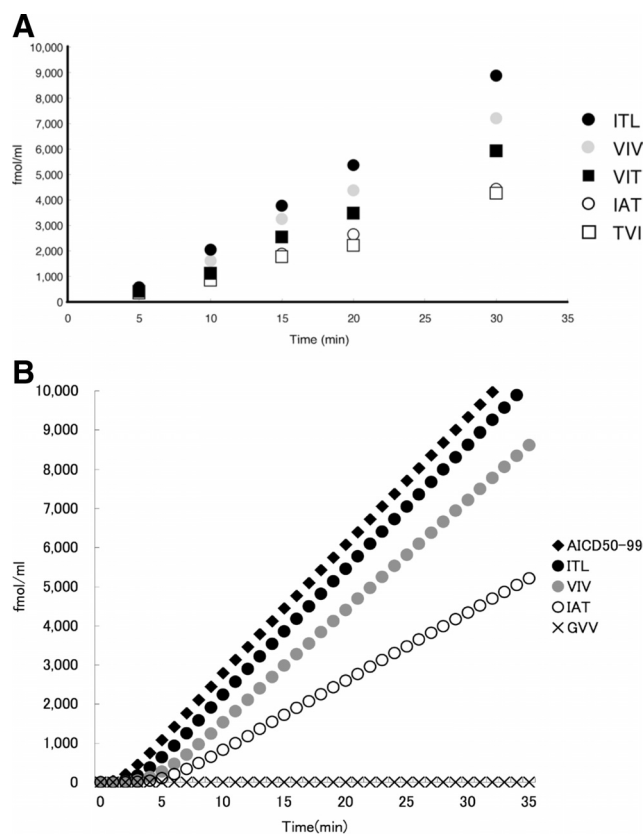 A
10,000
9,000
8,000
7,000
6,000
5,000
4,000
3,000
2,000
1,000
0
fmol/ml
0 5 10 15 20 25 30 35
Time (min)
ITL
VIV
VIT
IAT
TVI
B
10,000
9,000
8,000
7,000
6,000
5,000
4,000
3,000
2,000
1,000
0
fmol/ml
0 5 10 15 20 25 30 35
Time(min)
AICD50-99
ITL
VIV
IAT
GVV